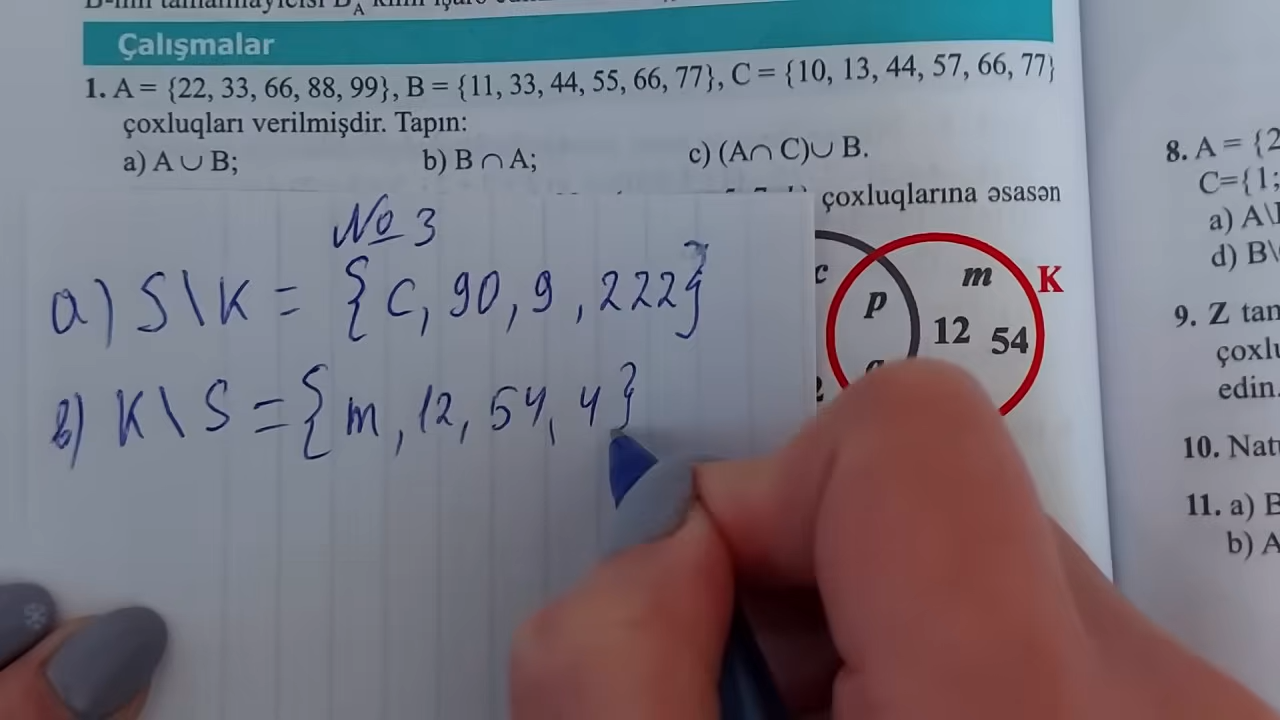 Çalışmalar
1. A = {22, 33, 66, 88, 99}, B = {11, 33, 44, 55, 66, 77}, C = {10, 13, 44, 57, 66, 77}
çoxluqları verilmişdir. Tapın:
a) A ∪ B; b) B ∩ A; c) (A∩ C)∪ B.
çoxluqlarına əsasən
№ 3
a) S \ K = {c, 90, 9, 222}
b) K \ S = {m, 12, 54, 4}
c
p
m
K
12 54
8. A = {2
C={1;
a) A\
d) B\
9. Z tan
çoxlu
edin.
10. Natu
11. a) B
b) A